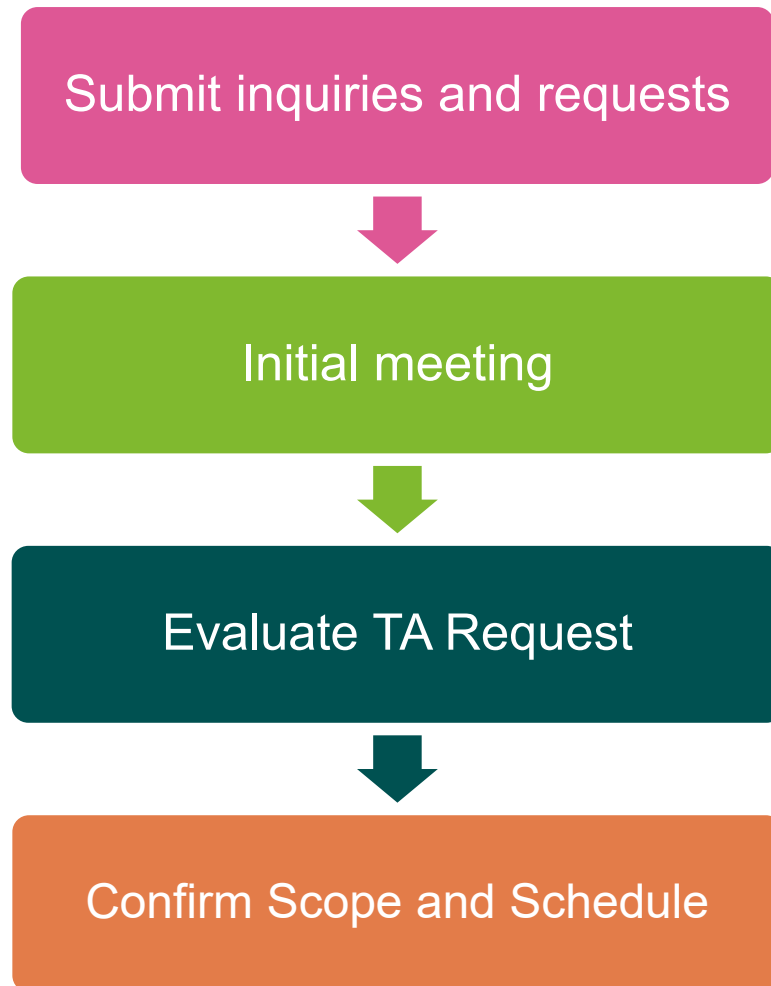 Submit inquiries and requests
Initial meeting
Evaluate TA Request
Confirm Scope and Schedule